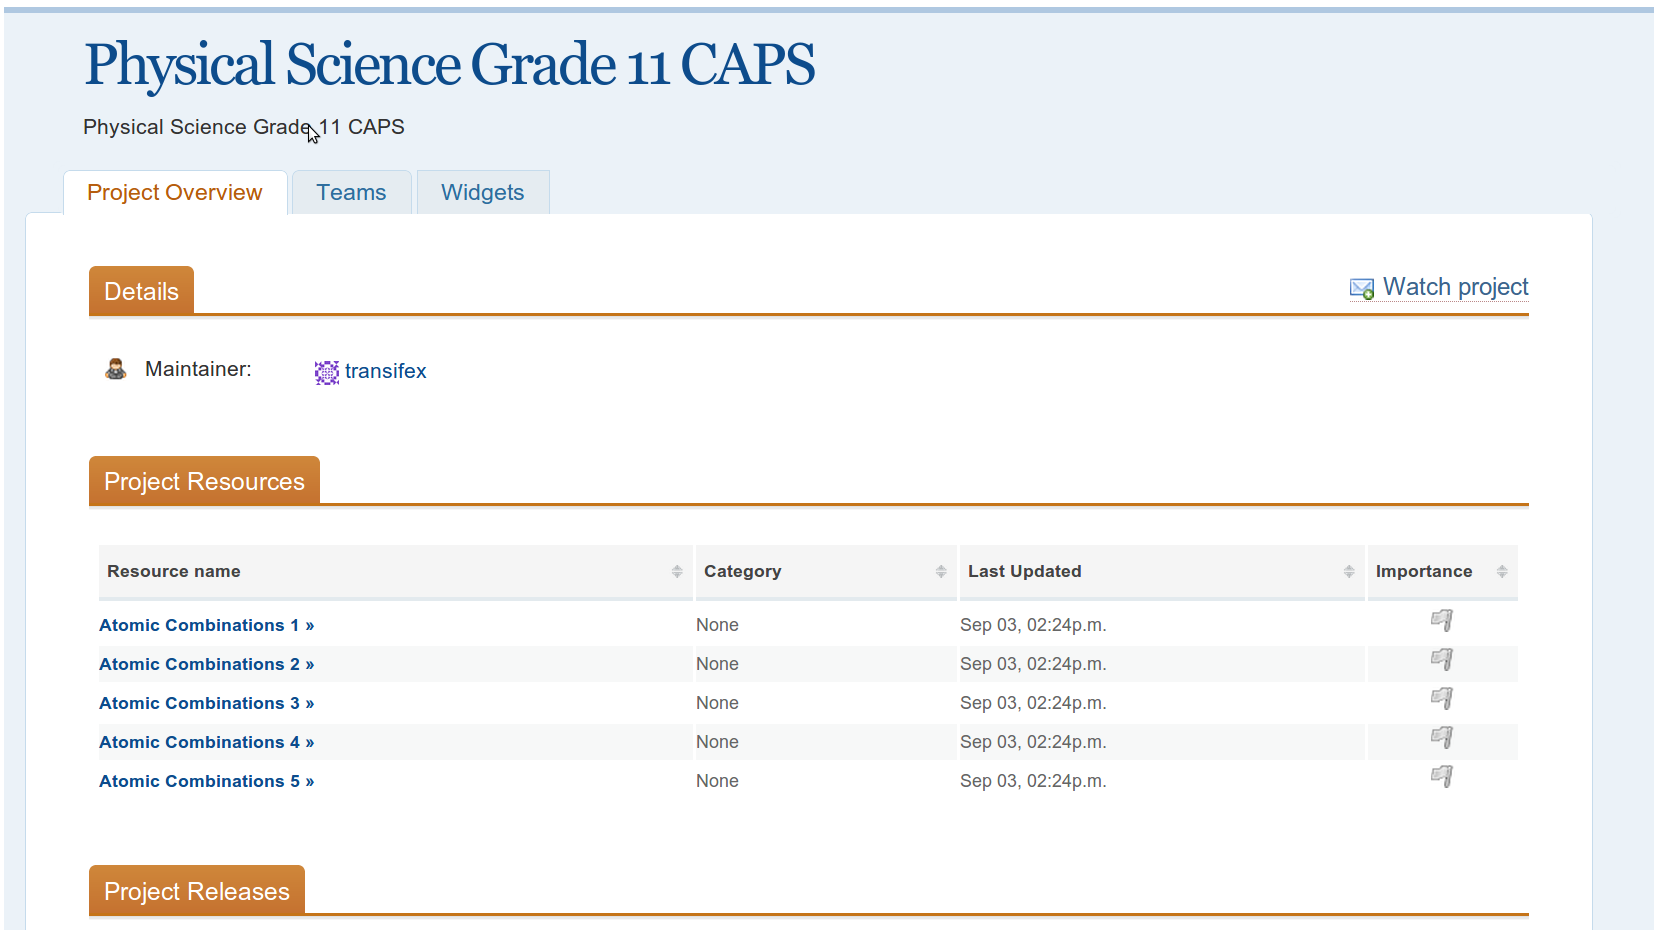 Physical Science Grade 11 CAPS
Physical Science Grade 11 CAPS
Project Overview Teams Widgets
Details Watch project
Maintainer: transifex
Project Resources
Resource name Category Last Updated Importance
Atomic Combinations 1 » None Sep 03, 02:24p.m.
Atomic Combinations 2 » None Sep 03, 02:24p.m.
Atomic Combinations 3 » None Sep 03, 02:24p.m.
Atomic Combinations 4 » None Sep 03, 02:24p.m.
Atomic Combinations 5 » None Sep 03, 02:24p.m.
Project Releases